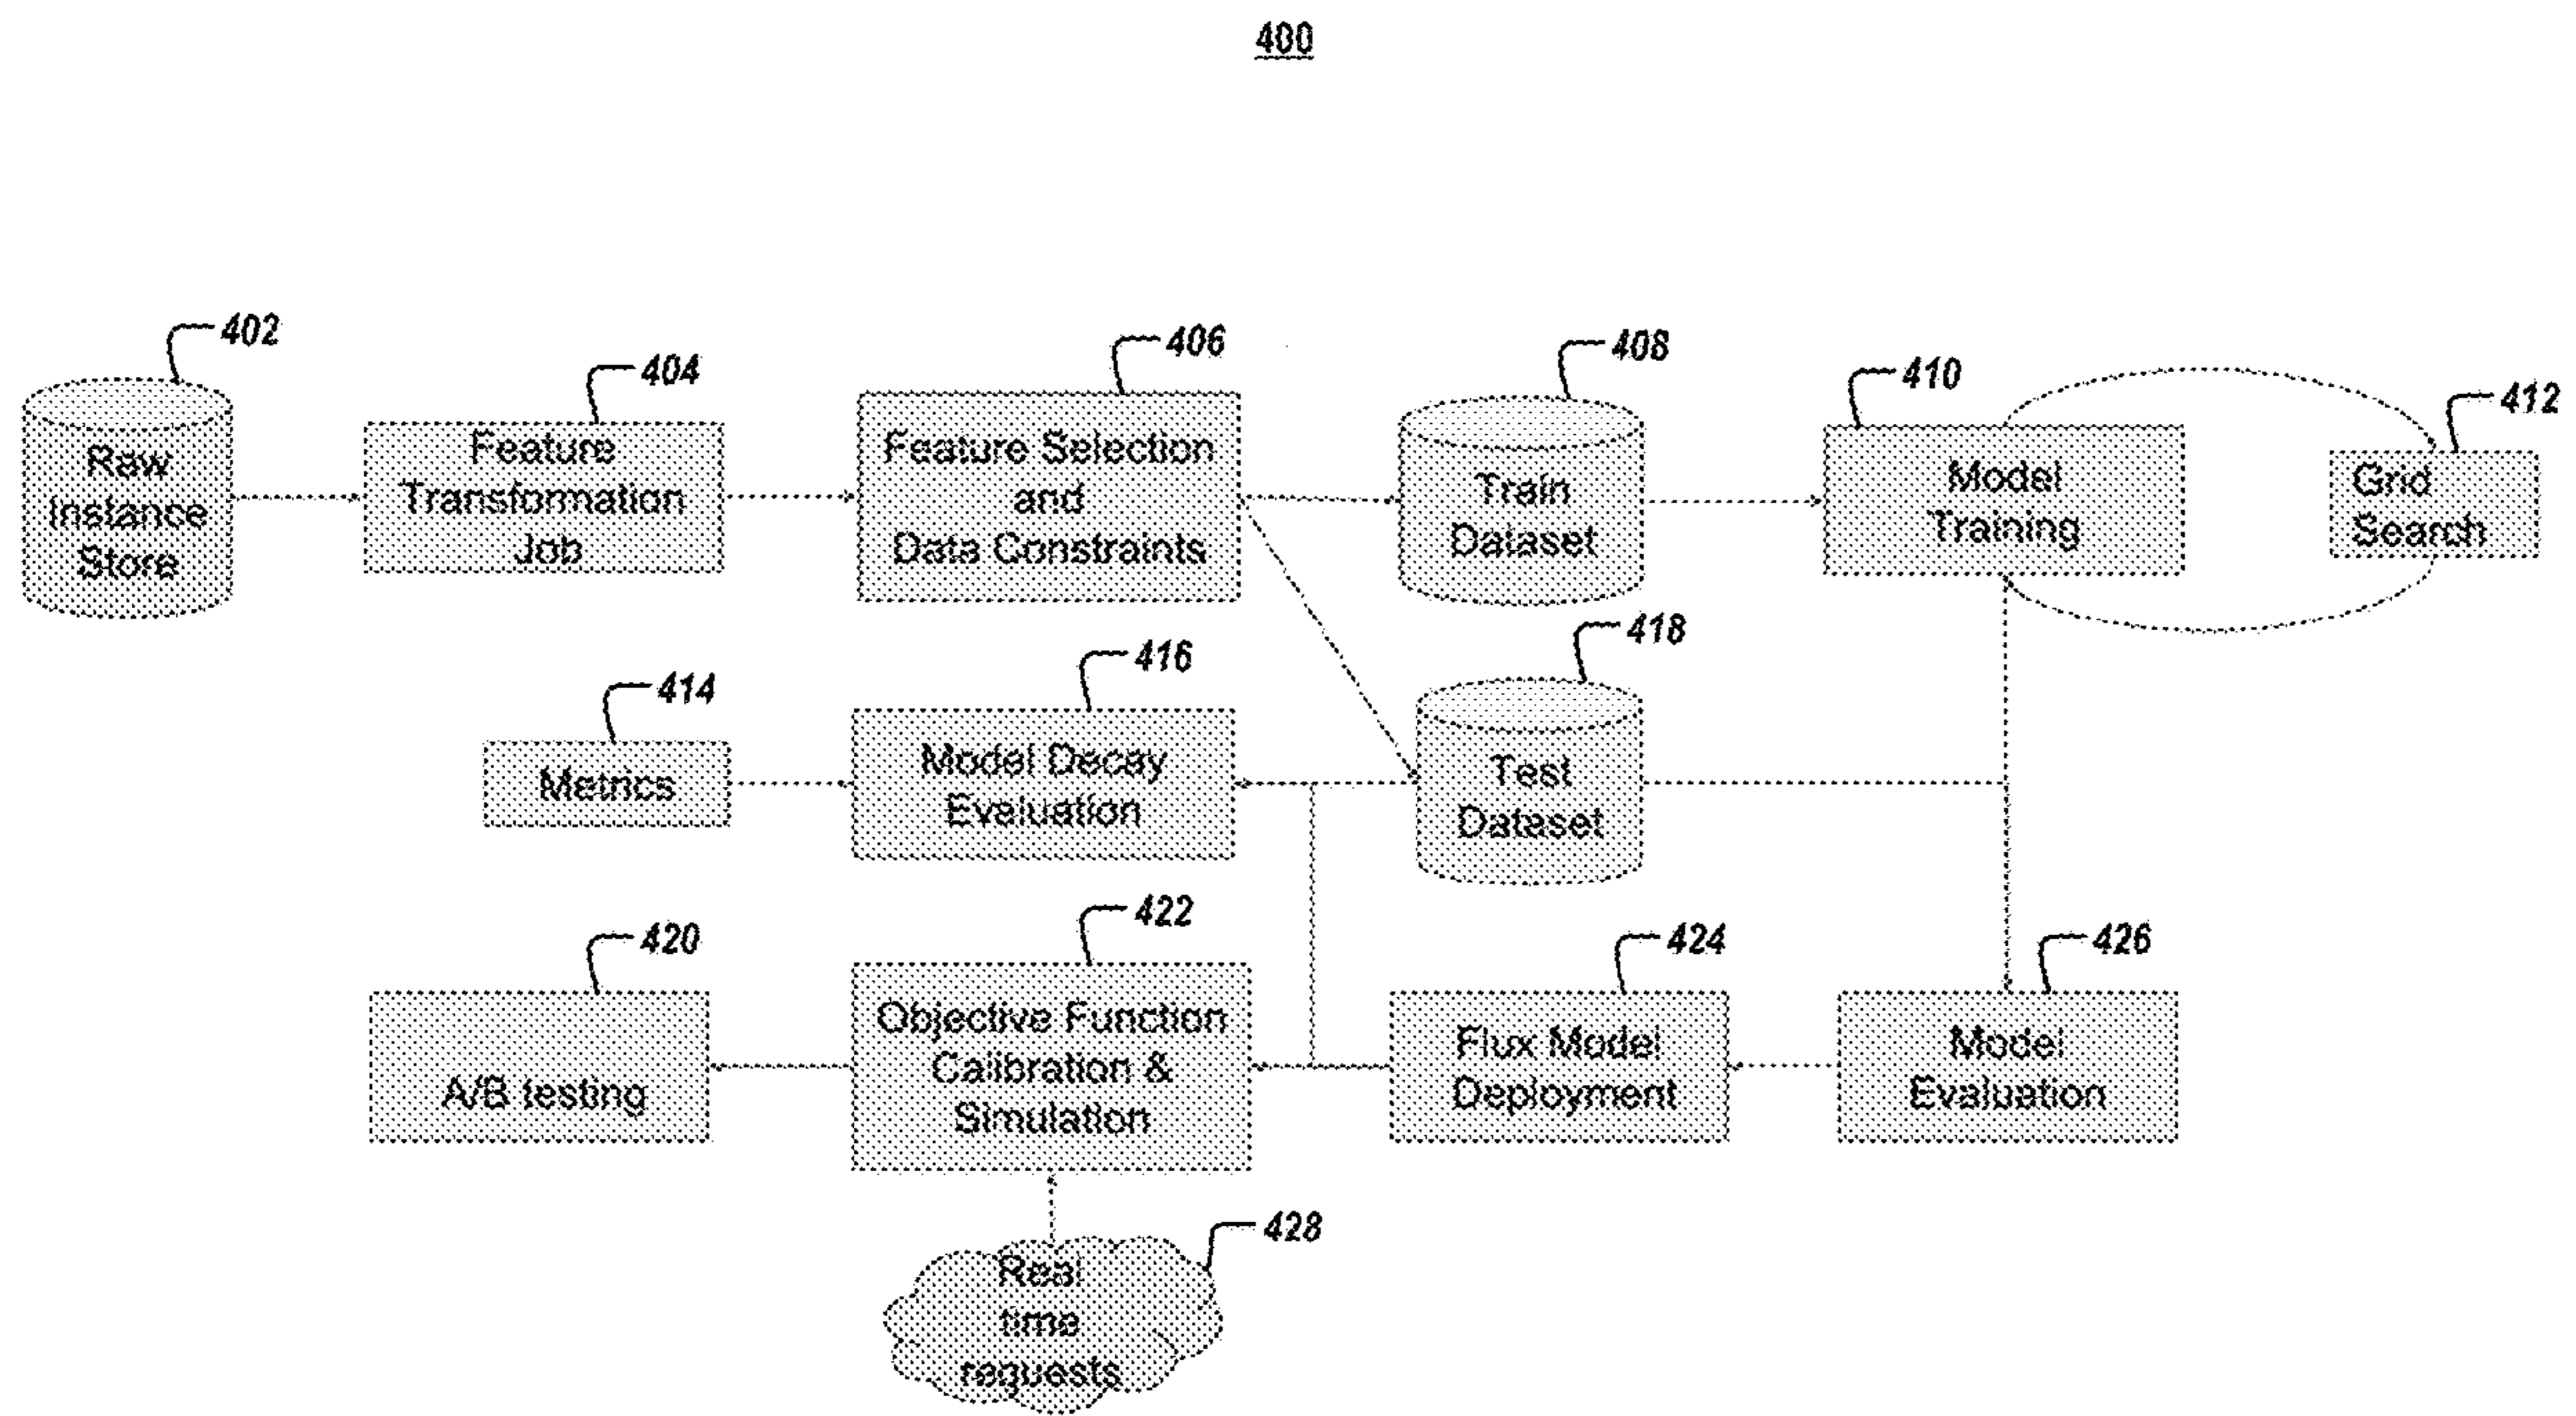 400
402
Raw
Instance
Store
404
Feature
Transformation
Job
406
Feature Selection
and
Data Constraints
408
Train
Dataset
410
Model
Training
412
Grid
Search
414
Metrics
416
Model Decay
Evaluation
418
Test
Dataset
420
A/B testing
422
Objective Function
Calibration &
Simulation
424
Flux Model
Deployment
426
Model
Evaluation
428
Real
time
requests